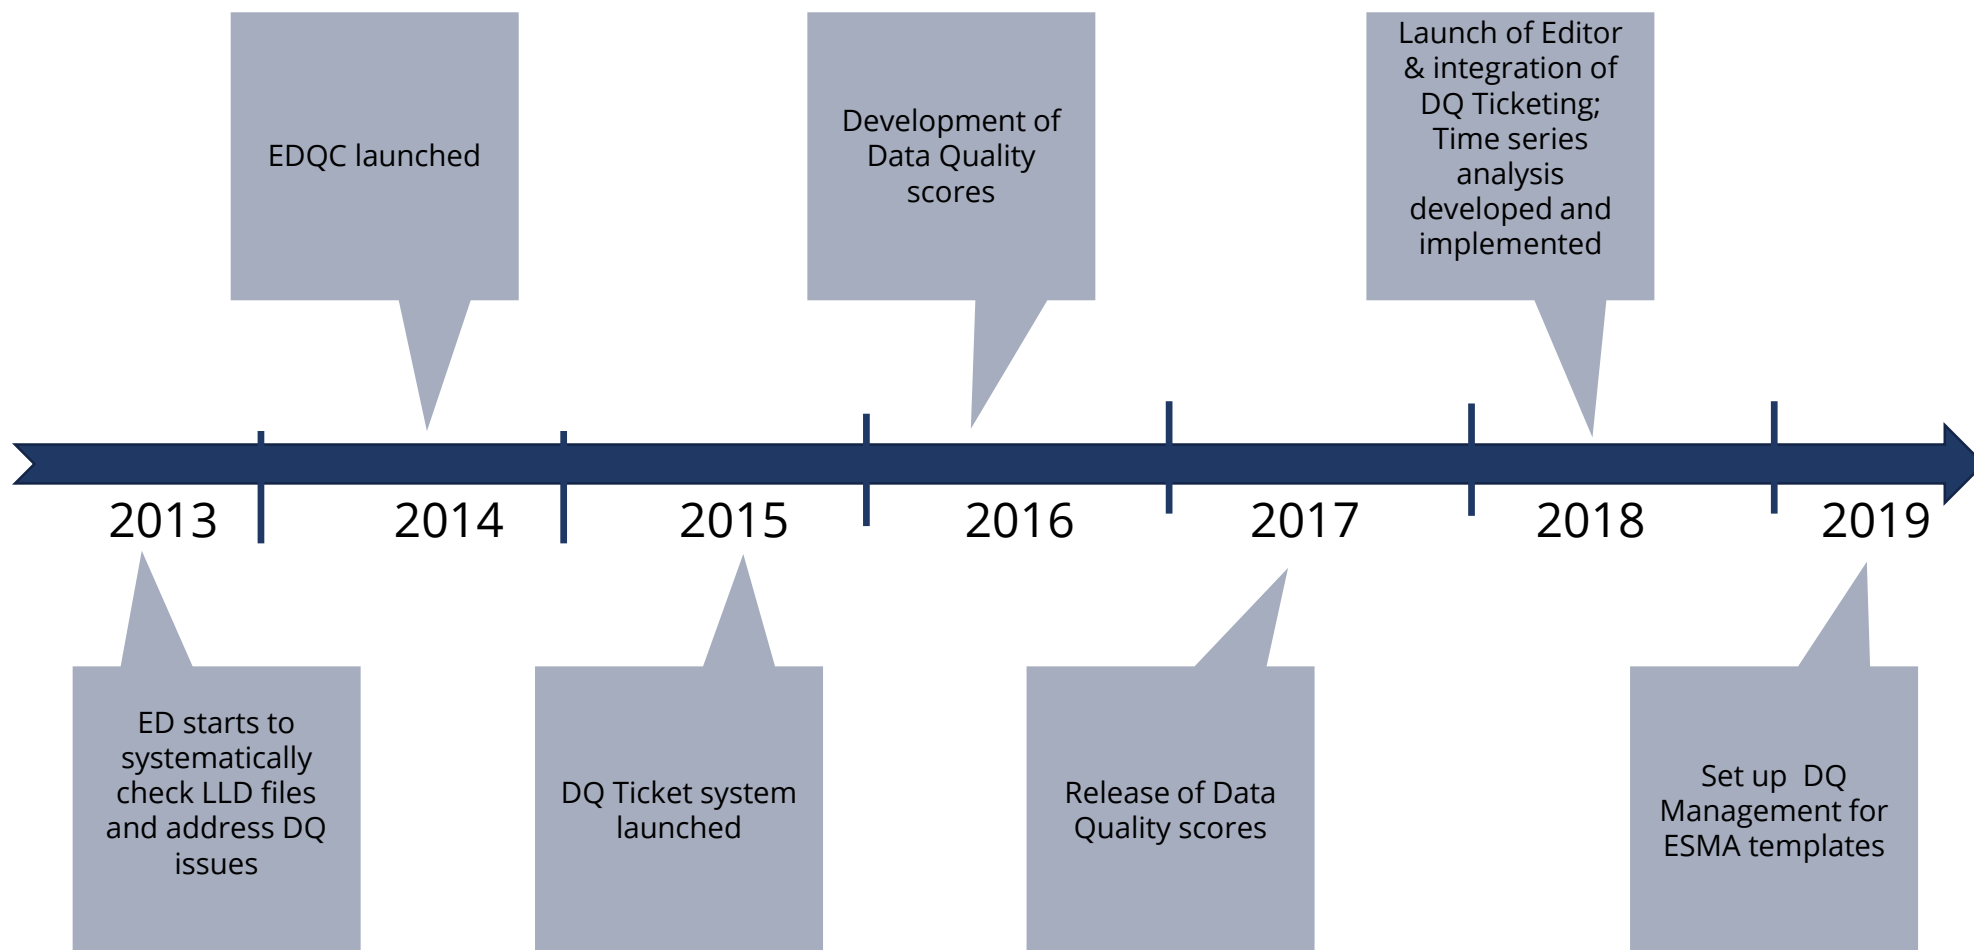 EDQC launched
Development of
Data Quality
scores
Launch of Editor
& integration of
DQ Ticketing;
Time series
analysis
developed and
implemented
2013
2014
2015
2016
2017
2018
2019
ED starts to
systematically
check LLD files
and address DQ
issues
DQ Ticket system
launched
Release of Data
Quality scores
Set up  DQ
Management for
ESMA templates